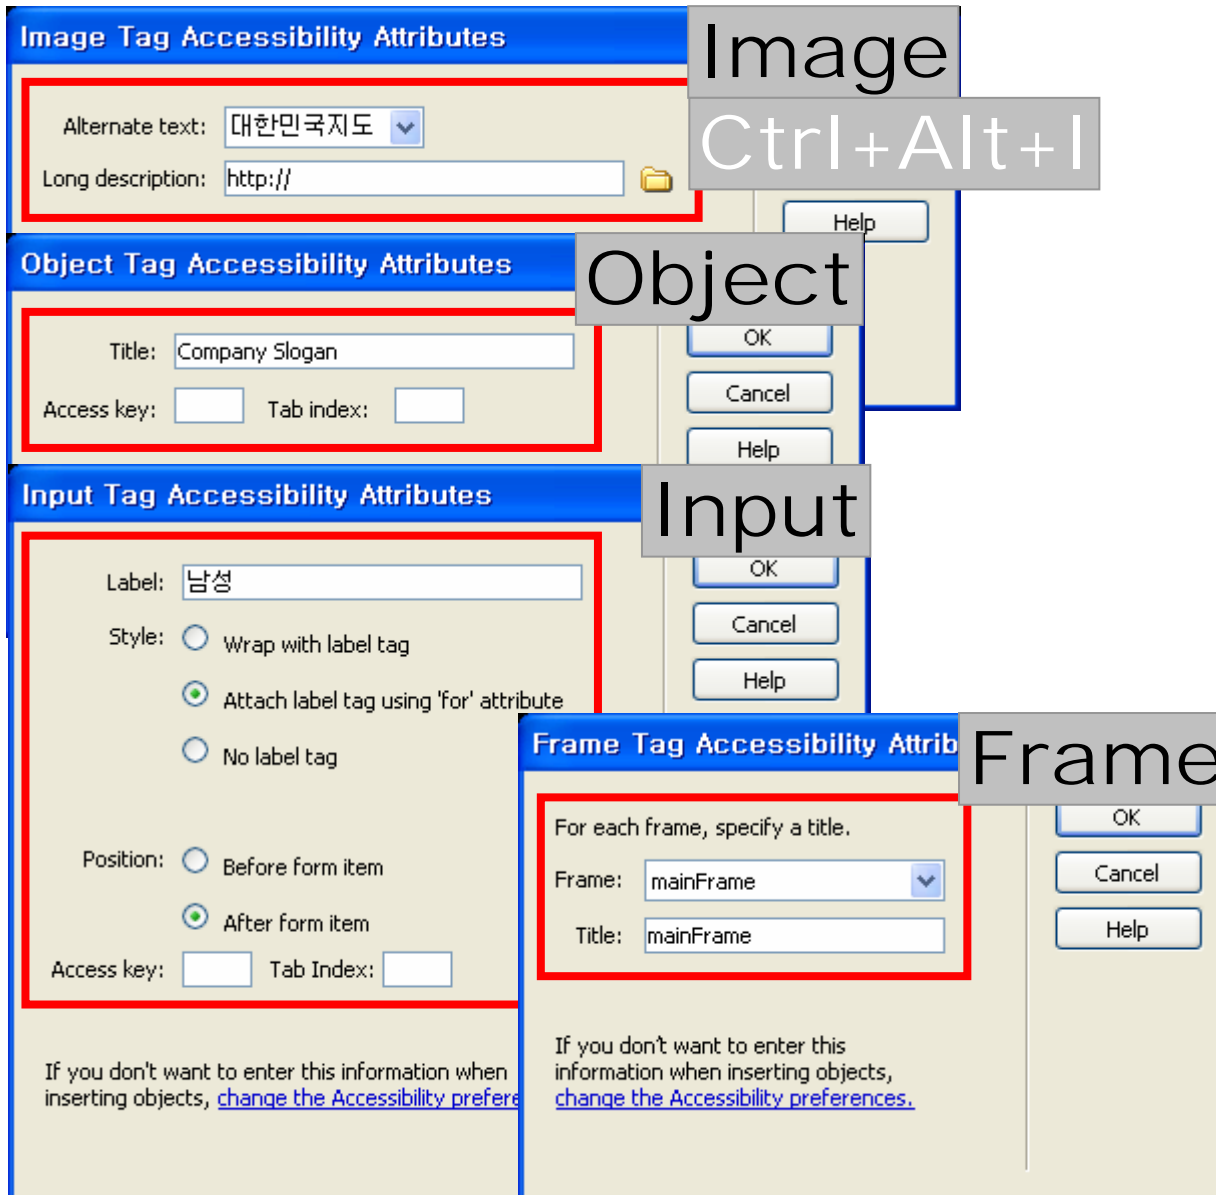 Image Tag Accessibility Attributes
Image
Ctrl+Alt+I
Alternate text: 대한민국지도
Long description: http://
Help
Object Tag Accessibility Attributes
Object
Title: Company Slogan
Access key: Tab index:
OK
Cancel
Help
Input Tag Accessibility Attributes
Input
Label: 남성
Style: Wrap with label tag
Attach label tag using 'for' attribute
No label tag
Position: Before form item
After form item
Access key: Tab Index:
OK
Cancel
Help
If you don't want to enter this information when
inserting objects, change the Accessibility prefere
Frame Tag Accessibility Attrib
Frame
For each frame, specify a title.
Frame: mainFrame
Title: mainFrame
OK
Cancel
Help
If you don't want to enter this
information when inserting objects,
change the Accessibility preferences.